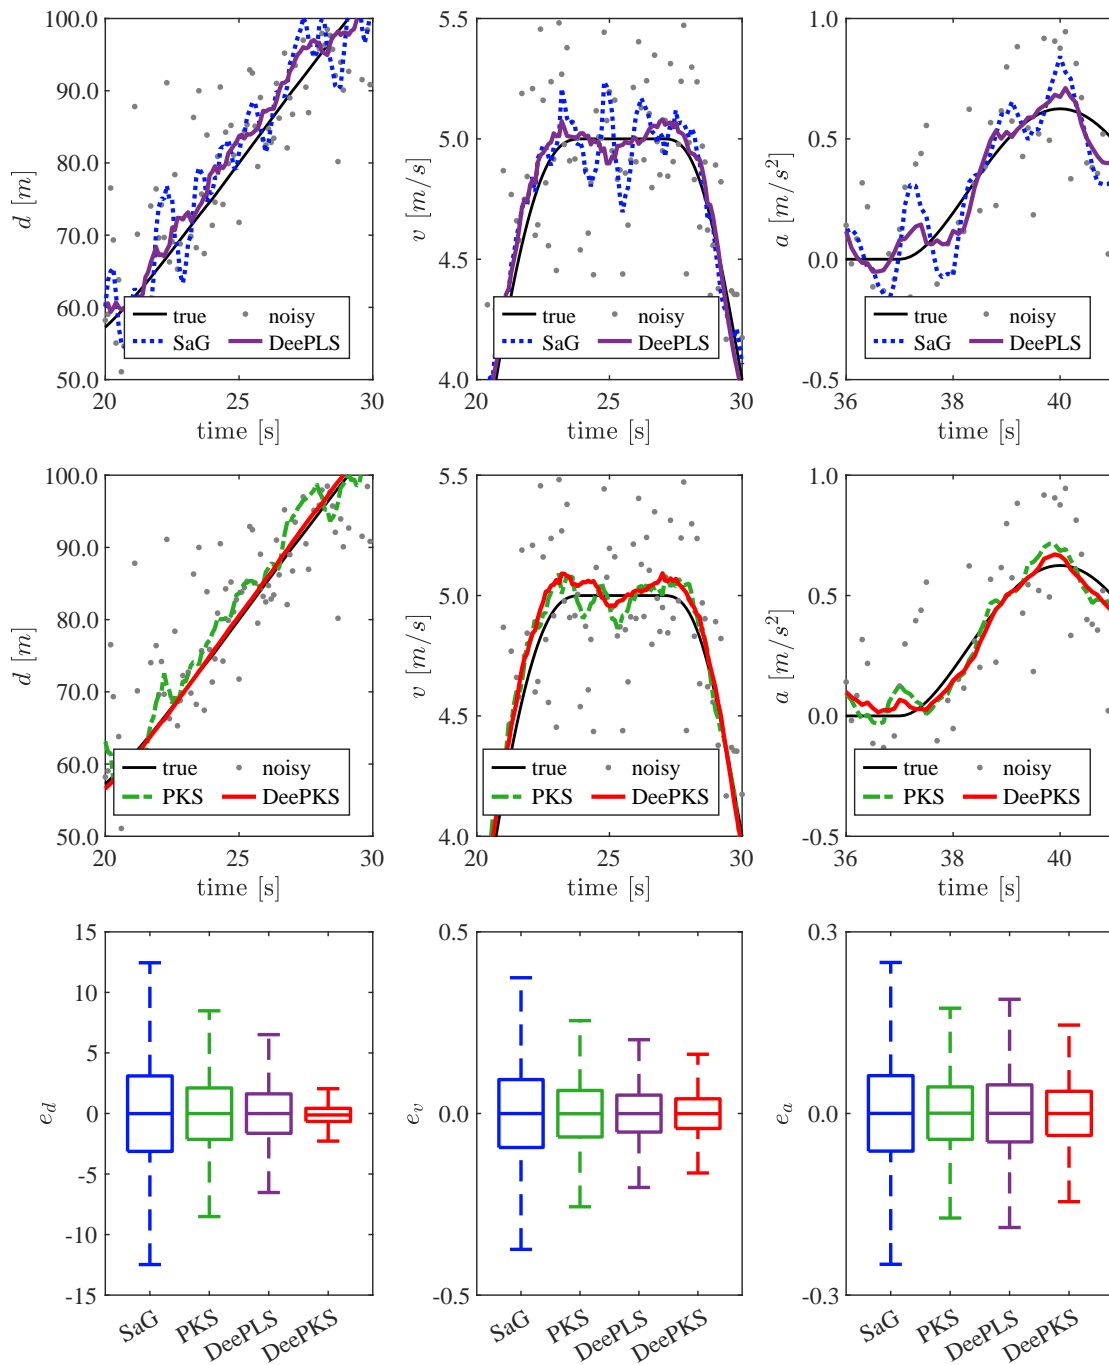 100.0
90.0
80.0
70.0
60.0
50.0
d [m]
true noisy
SaG DeePLS
20 25 30
time [s]
5.5
5.0
4.5
4.0
v [m/s]
true noisy
SaG DeePLS
20 25 30
time [s]
1.0
0.5
0.0
-0.5
a [m/s²]
true noisy
SaG DeePLS
36 38 40
time [s]
100.0
90.0
80.0
70.0
60.0
50.0
d [m]
true noisy
PKS DeePKS
20 25 30
time [s]
5.5
5.0
4.5
4.0
v [m/s]
true noisy
PKS DeePKS
20 25 30
time [s]
1.0
0.5
0.0
-0.5
a [m/s²]
true noisy
PKS DeePKS
36 38 40
time [s]
15
10
5
0
-5
-10
-15
e_d
SaG PKS DeePLS DeePKS
0.5
0.0
-0.5
e_v
SaG PKS DeePLS DeePKS
0.3
0.0
-0.3
e_a
SaG PKS DeePLS DeePKS